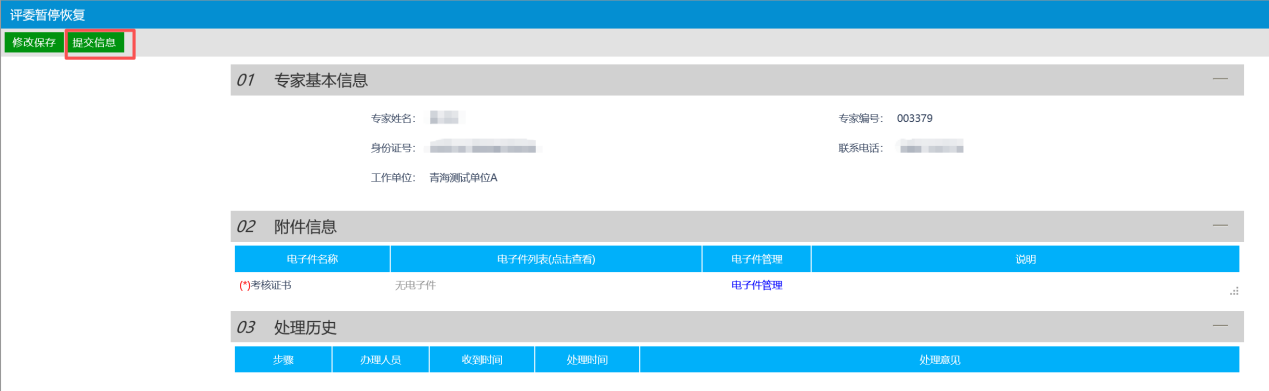 评委暂停恢复
修改保存 提交信息
01 专家基本信息
专家姓名： 专家编号： 003379
身份证号： 联系电话：
工作单位： 青海测试单位A
02 附件信息
电子件名称 电子件列表(点击查看) 电子件管理 说明
(*)考核证书 无电子件 电子件管理
03 处理历史
步骤 办理人员 收到时间 处理时间 处理意见